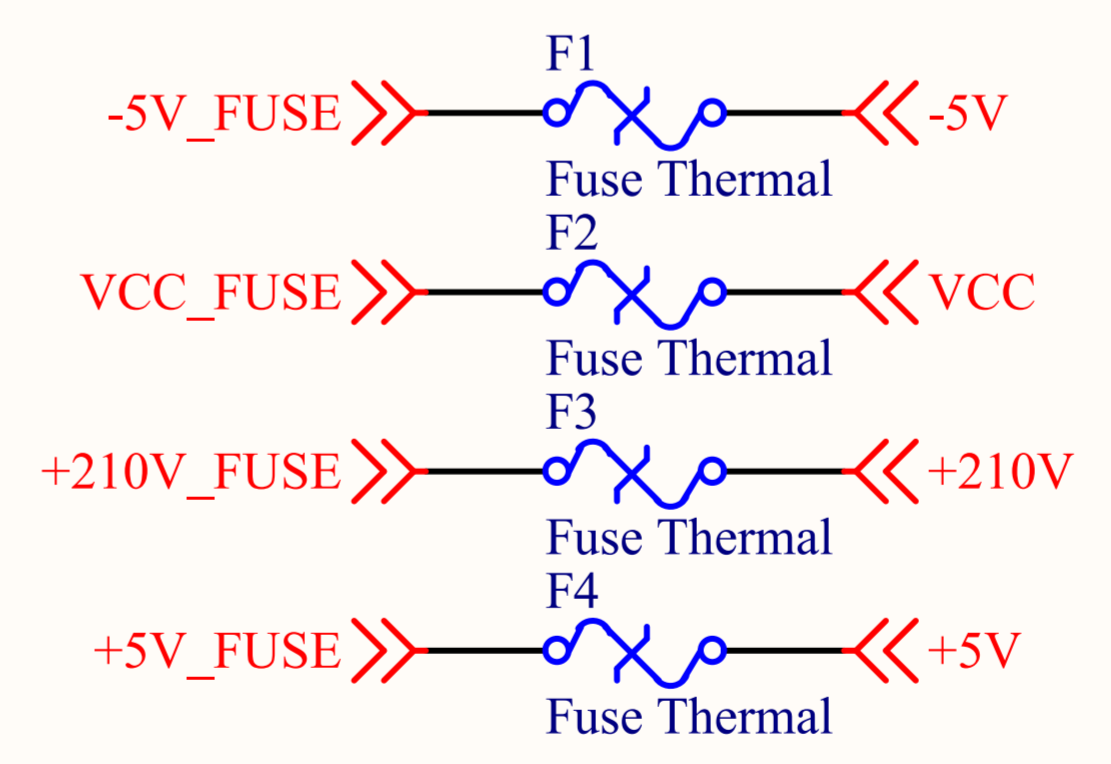 F1
-5V_FUSE -5V
Fuse Thermal
F2
VCC_FUSE VCC
Fuse Thermal
F3
+210V_FUSE +210V
Fuse Thermal
F4
+5V_FUSE +5V
Fuse Thermal